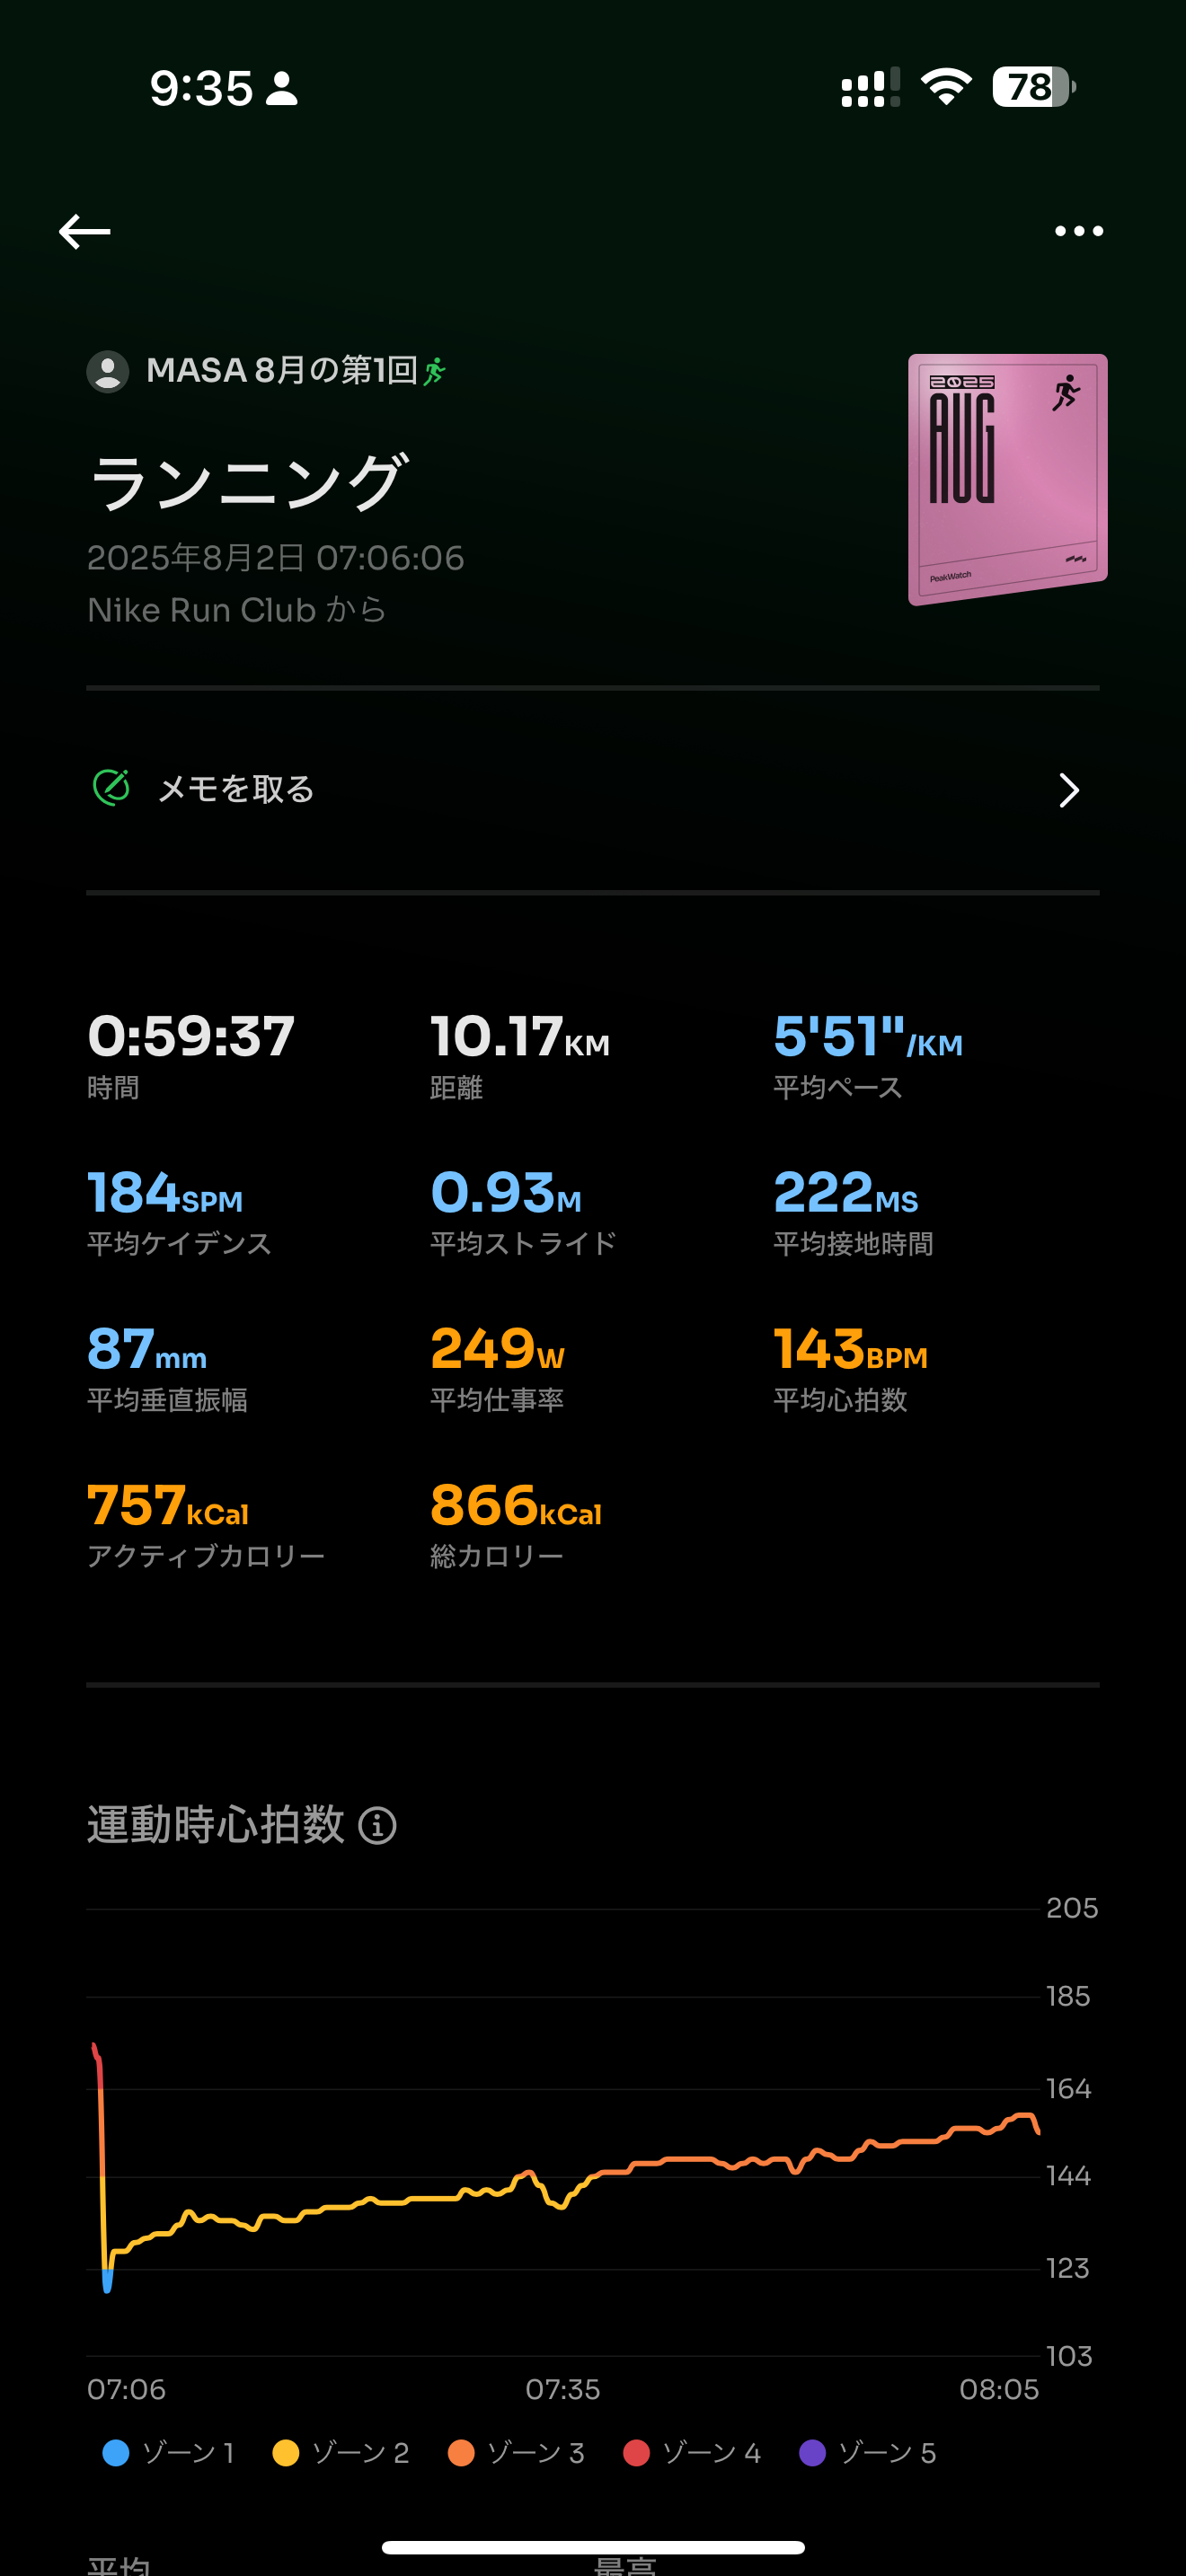 9:35
78
MASA 8月の第1回
2025
AUG
PeakWatch
ランニング
2025年8月2日 07:06:06
Nike Run Club から
メモを取る
0:59:37 10.17KM 5'51"/KM
時間 距離 平均ペース
184SPM 0.93M 222MS
平均ケイデンス 平均ストライド 平均接地時間
87mm 249W 143BPM
平均垂直振幅 平均仕事率 平均心拍数
757kCal 866kCal
アクティブカロリー 総カロリー
運動時心拍数
205
185
164
144
123
103
07:06 07:35 08:05
ゾーン 1 ゾーン 2 ゾーン 3 ゾーン 4 ゾーン 5
平均 最高